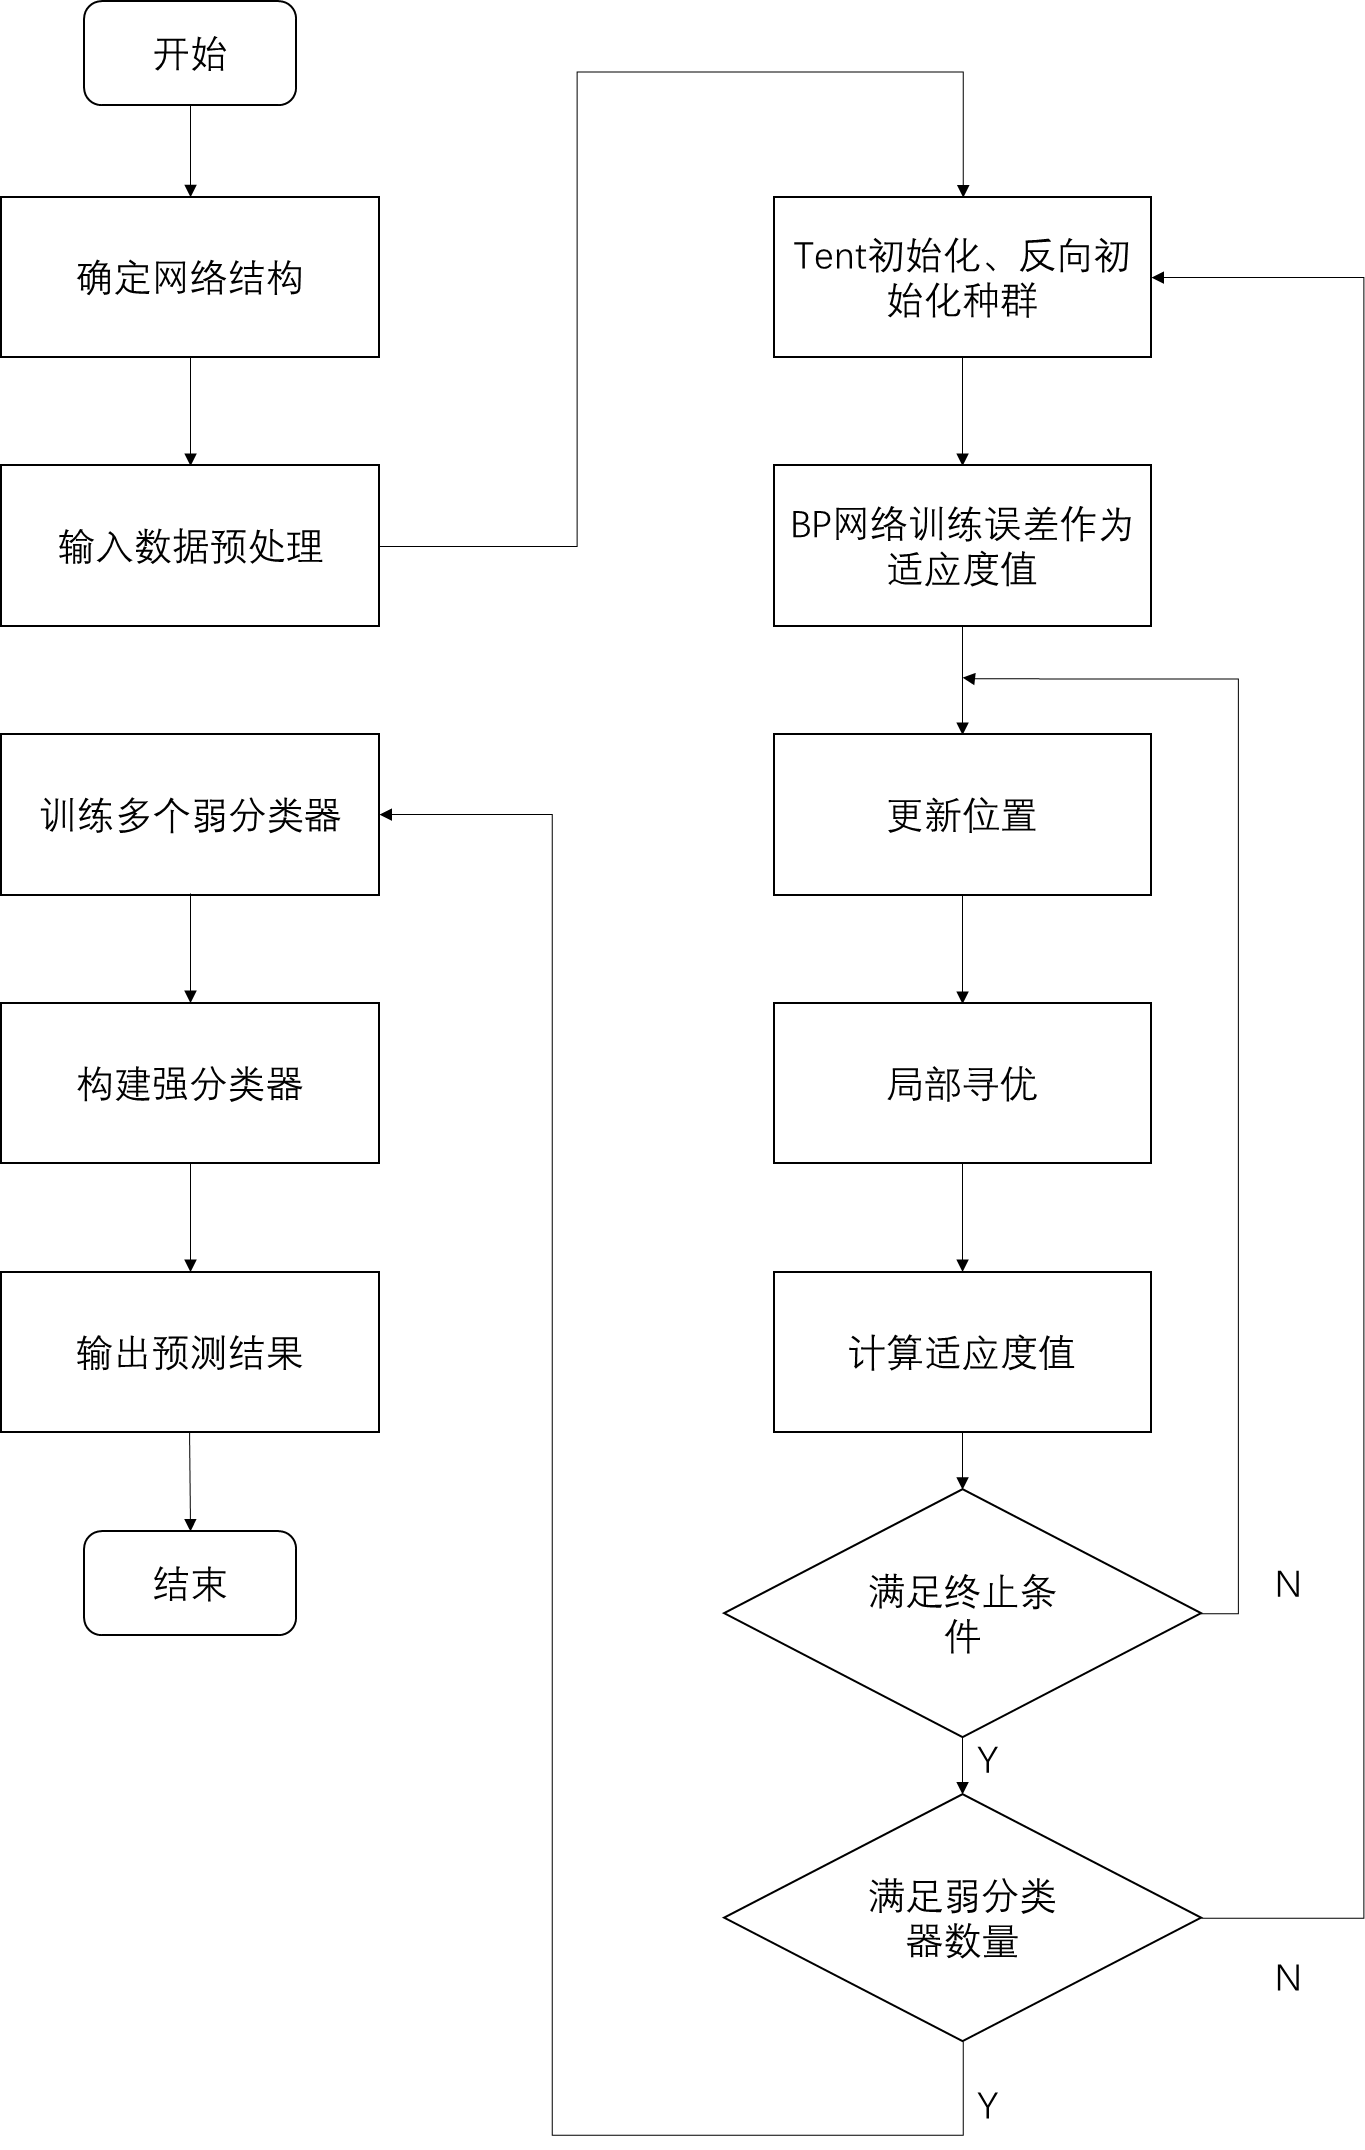 开始
确定网络结构
输入数据预处理
Tent初始化、反向初
始化种群
BP网络训练误差作为
适应度值
更新位置
局部寻优
计算适应度值
满足终止条
件
N
Y
满足弱分类
器数量
N
Y
训练多个弱分类器
构建强分类器
输出预测结果
结束